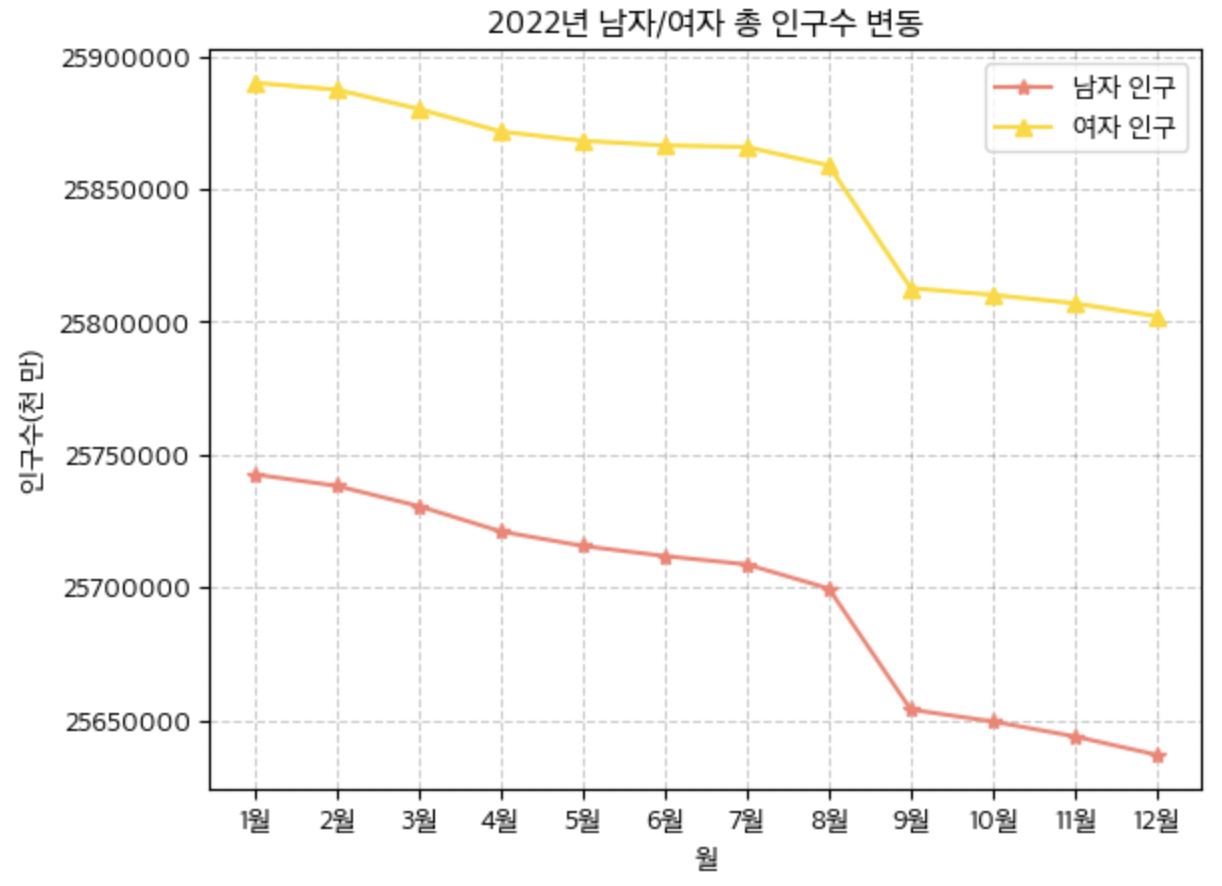 2022년 남자/여자 총 인구수 변동
남자 인구
여자 인구
25900000
25850000
25800000
25750000
25700000
25650000
인구수(천 만)
1월 2월 3월 4월 5월 6월 7월 8월 9월 10월 11월 12월
월